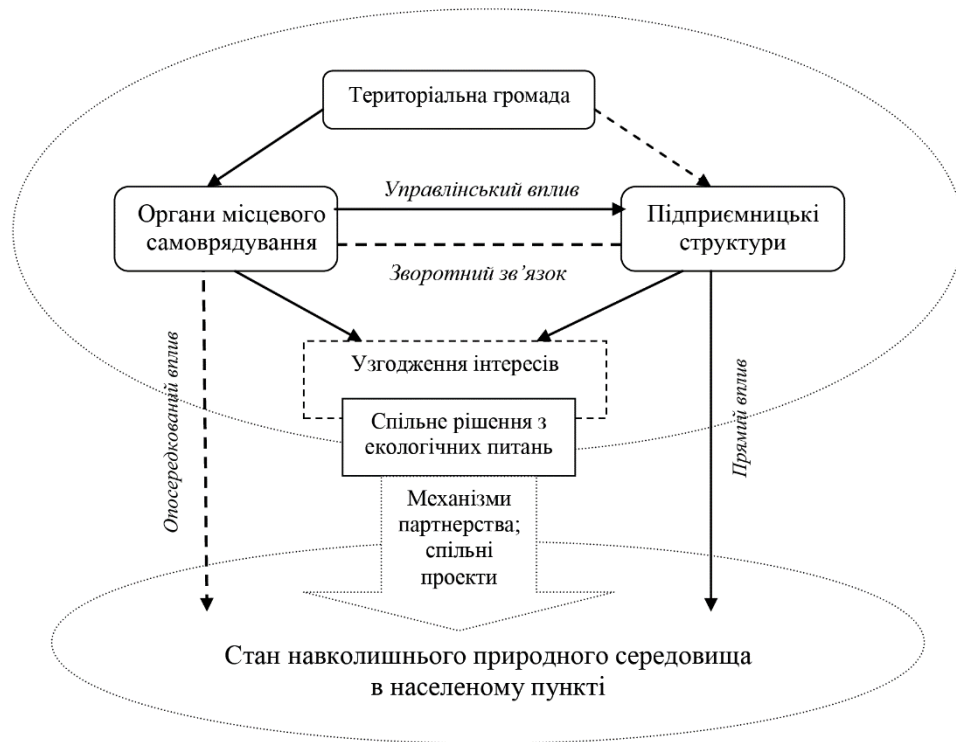 Територіальна громада
Управлінський вплив
Органи місцевого
самоврядування
Підприємницькі
структури
Зворотний зв’язок
Опосередкований вплив
Прямий вплив
Узгодження інтересів
Спільне рішення з
екологічних питань
Механізми
партнерства;
спільні
проекти
Стан навколишнього природного середовища
в населеному пункті